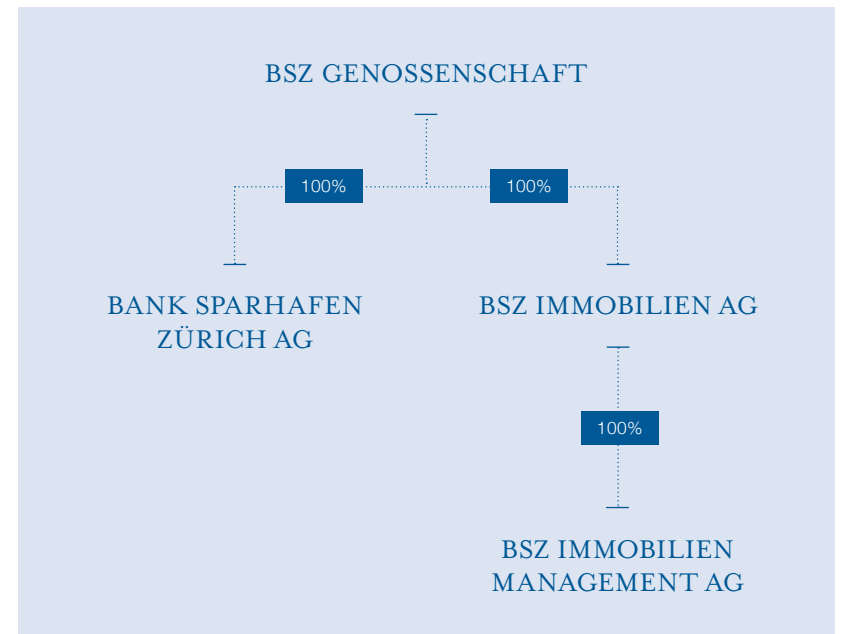 BSZ GENOSSENSCHAFT
100%
100%
BANK SPARHAFEN
ZÜRICH AG
BSZ IMMOBILIEN AG
100%
BSZ IMMOBILIEN
MANAGEMENT AG